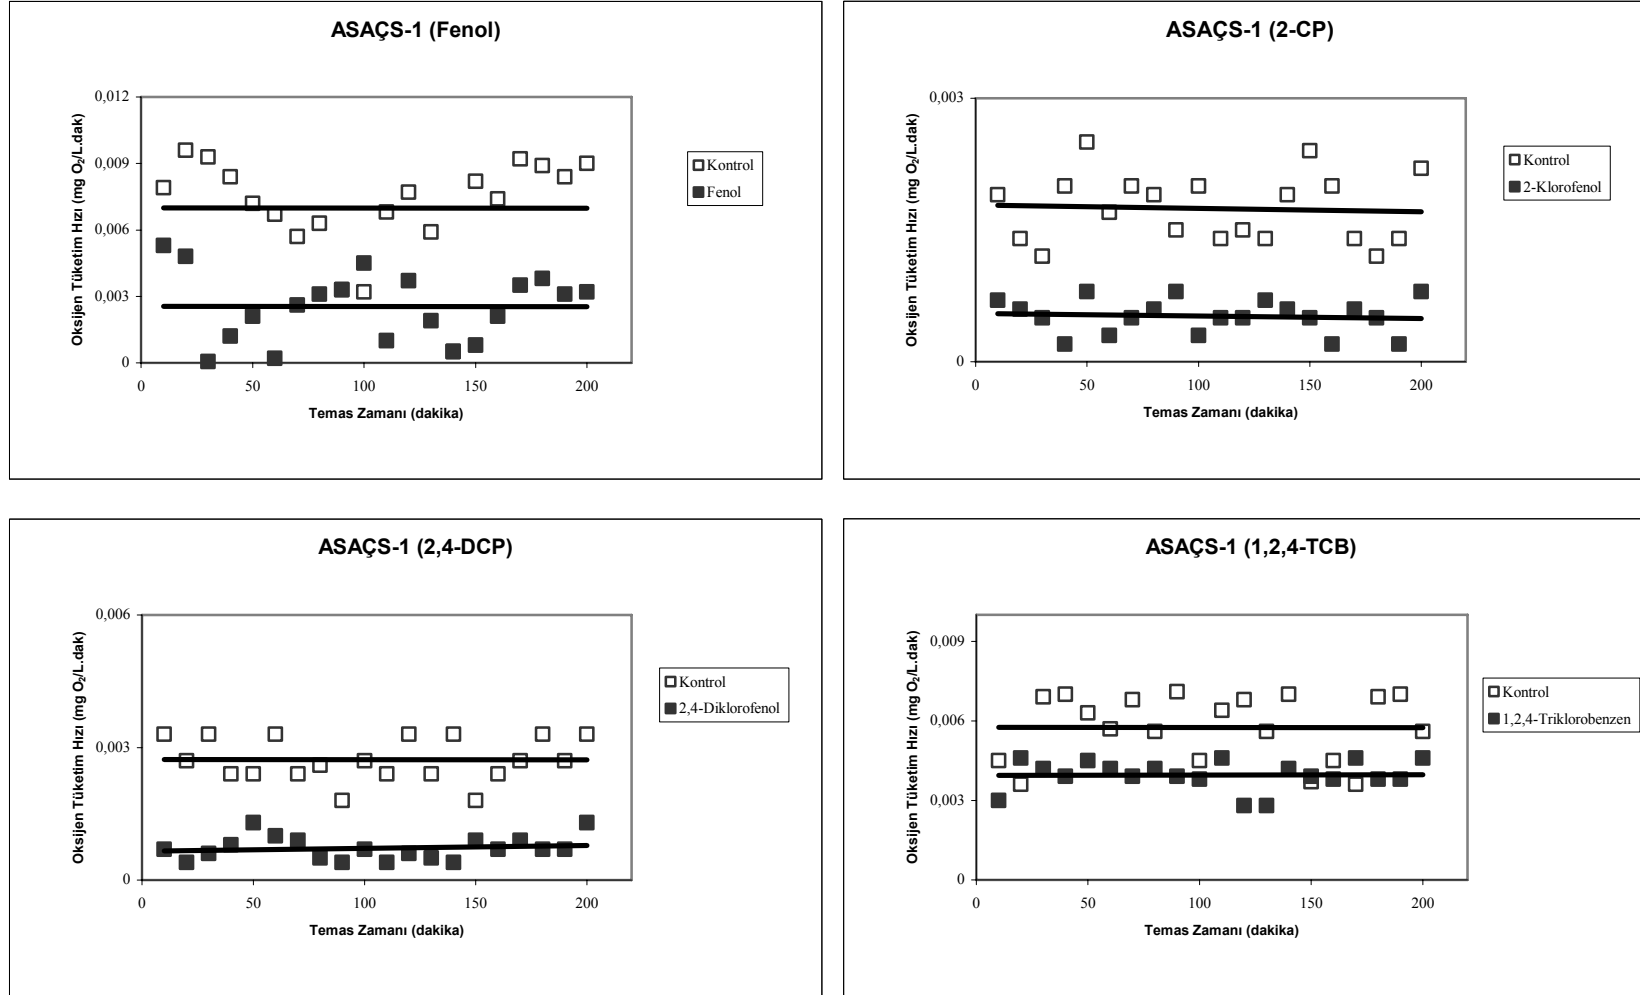 ASAÇS-1 (Fenol)
Oksijen Tüketim Hızı (mg O₂/L.dak)
0,012
0,009
0,006
0,003
0
0
50
100
150
200
Temas Zamanı (dakika)
Kontrol
Fenol
ASAÇS-1 (2-CP)
Oksijen Tüketim Hızı (mg O₂/L.dak)
0,003
0
0
50
100
150
200
Temas Zamanı (dakika)
Kontrol
2-Klorofenol
ASAÇS-1 (2,4-DCP)
Oksijen Tüketim Hızı (mg O₂/L.dak)
0,006
0,003
0
0
50
100
150
200
Temas Zamanı (dakika)
Kontrol
2,4-Diklorofenol
ASAÇS-1 (1,2,4-TCB)
Oksijen Tüketim Hızı (mg O₂/L.dak)
0,009
0,006
0,003
0
0
50
100
150
200
Temas Zamanı (dakika)
Kontrol
1,2,4-Triklorobenzen